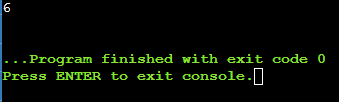 6
...Program finished with exit code 0
Press ENTER to exit console.